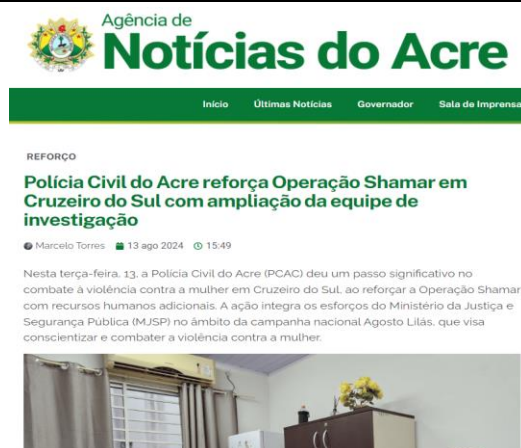 Agência de
Notícias do Acre
Início Últimas Notícias Governador Sala de Imprensa
REFORÇO
Polícia Civil do Acre reforça Operação Shamar em
Cruzeiro do Sul com ampliação da equipe de
investigação
Marcelo Torres 13 ago 2024 15:49
Nesta terça-feira, 13, a Polícia Civil do Acre (PCAC) deu um passo significativo no
combate à violência contra a mulher em Cruzeiro do Sul, ao reforçar a Operação Shamar
com recursos humanos adicionais. A ação integra os esforços do Ministério da Justiça e
Segurança Pública (MJSP) no âmbito da campanha nacional Agosto Lilás, que visa
conscientizar e combater a violência contra a mulher.